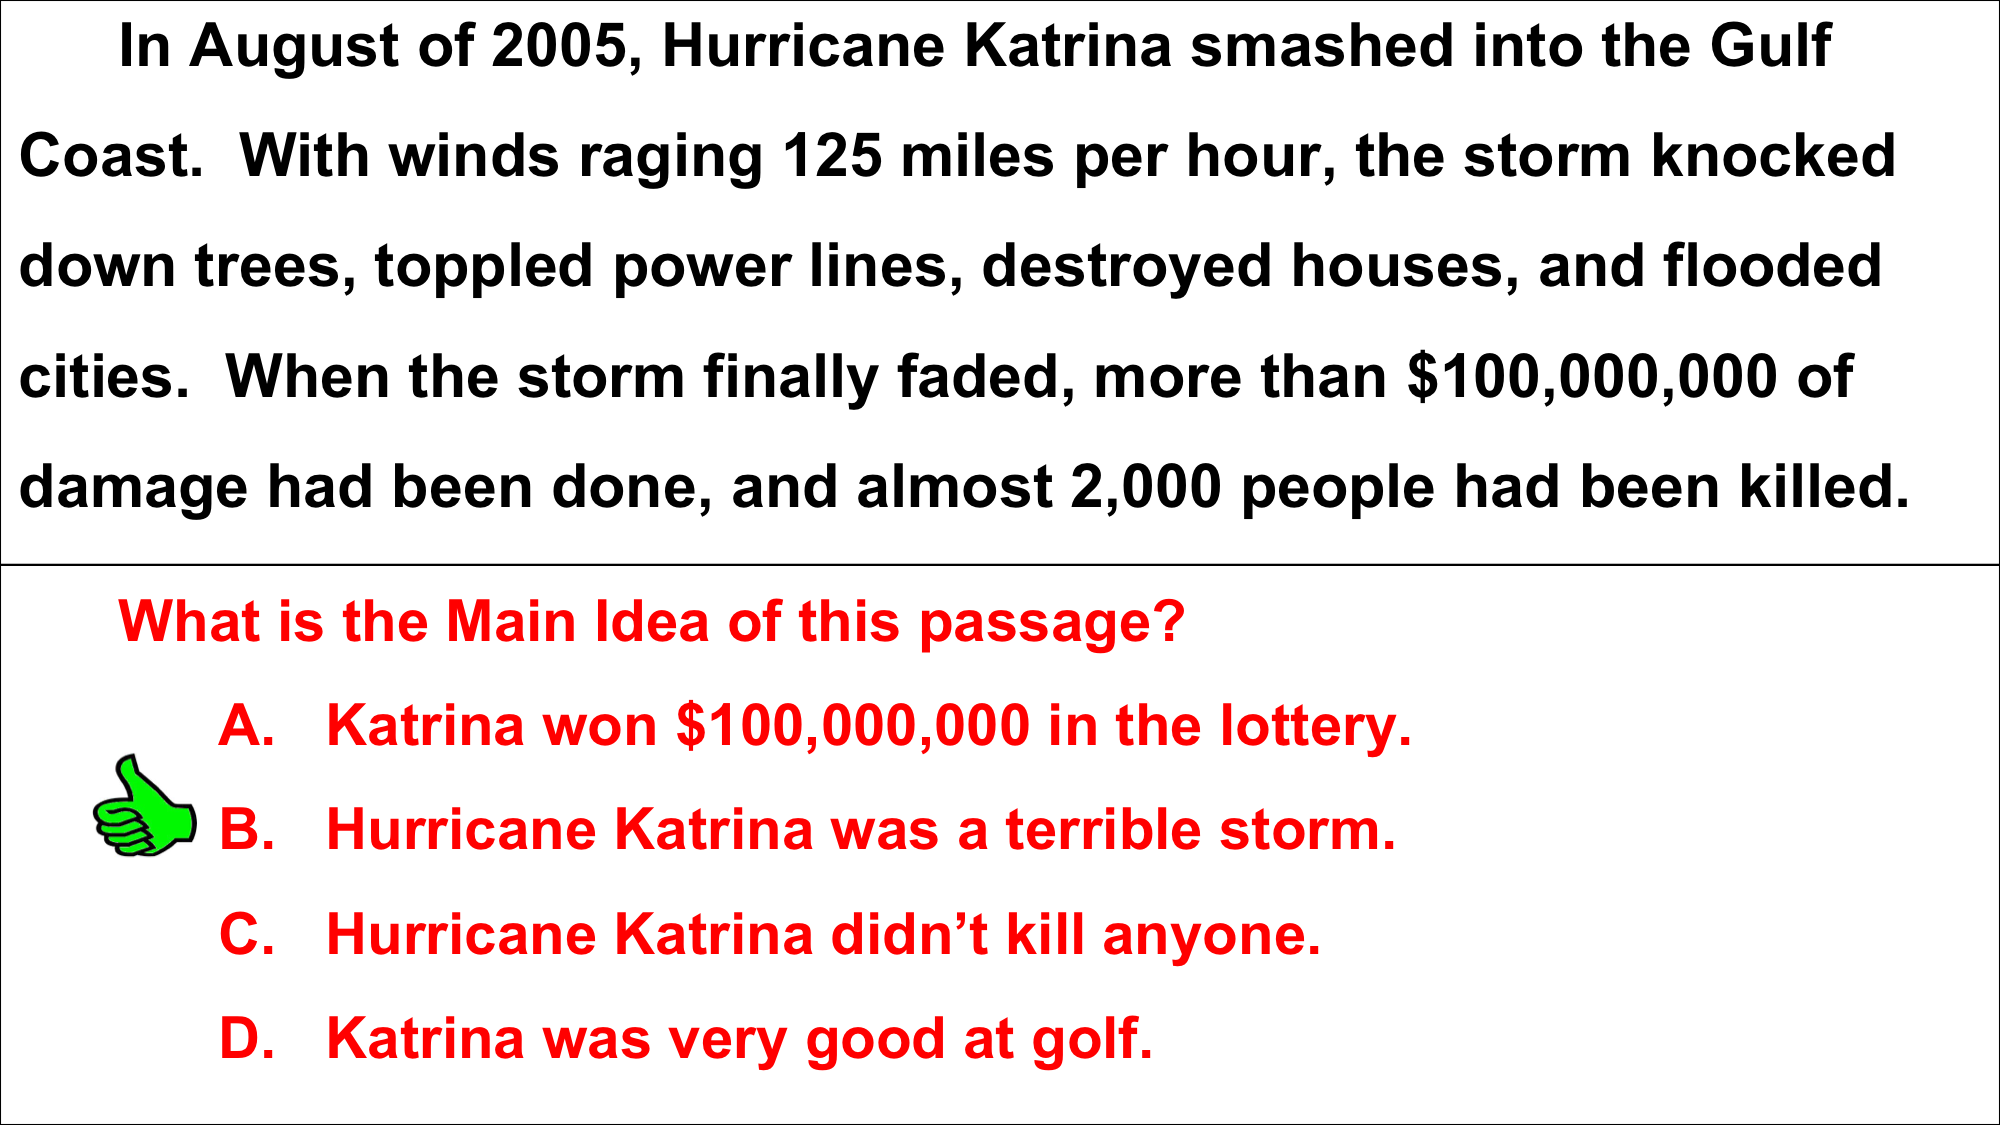 In August of 2005, Hurricane Katrina smashed into the Gulf
Coast.  With winds raging 125 miles per hour, the storm knocked
down trees, toppled power lines, destroyed houses, and flooded
cities.  When the storm finally faded, more than $100,000,000 of
damage had been done, and almost 2,000 people had been killed.
What is the Main Idea of this passage?
A. Katrina won $100,000,000 in the lottery.
B. Hurricane Katrina was a terrible storm.
C. Hurricane Katrina didn’t kill anyone.
D. Katrina was very good at golf.